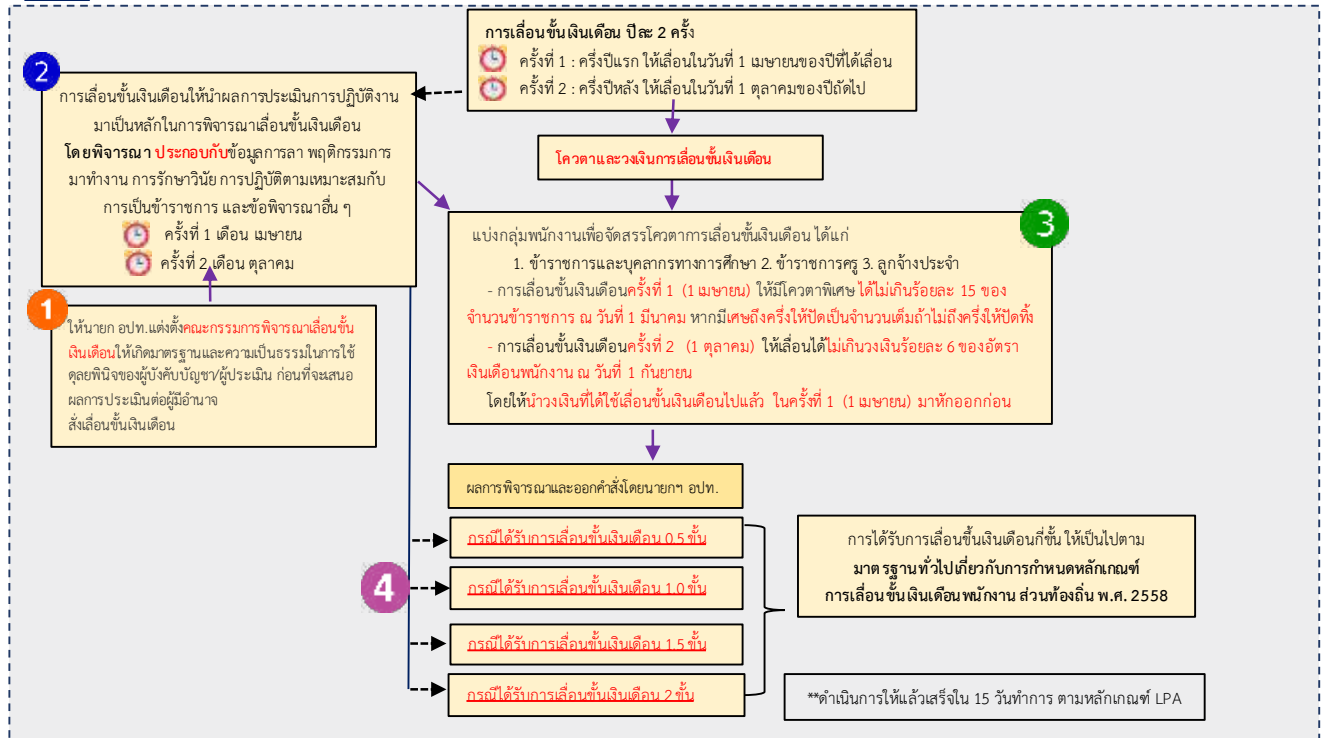 การเลื่อนขั้นเงินเดือน ปีละ 2 ครั้ง
ครั้งที่ 1 : ครึ่งปีแรก ให้เลื่อนในวันที่ 1 เมษายนของปีที่ได้เลื่อน
ครั้งที่ 2 : ครึ่งปีหลัง ให้เลื่อนในวันที่ 1 ตุลาคมของปีถัดไป
2
การเลื่อนขั้นเงินเดือนให้นำผลการประเมินการปฏิบัติงาน
มาเป็นหลักในการพิจารณาเลื่อนขั้นเงินเดือน
โดยพิจารณา ประกอบกับข้อมูลการลา พฤติกรรมการ
มาทำงาน การรักษาวินัย การปฏิบัติตามเหมาะสมกับ
การเป็นข้าราชการ และข้อพิจารณาอื่น ๆ
ครั้งที่ 1 เดือน เมษายน
ครั้งที่ 2 เดือน ตุลาคม
1
ให้นายก อปท.แต่งตั้งคณะกรรมการพิจารณาเลื่อนขั้น
เงินเดือนให้เกิดมาตรฐานและความเป็นธรรมในการใช้
ดุลยพินิจของผู้บังคับบัญชา/ผู้ประเมิน ก่อนที่จะเสนอ
ผลการประเมินต่อผู้มีอำนาจ
สั่งเลื่อนขั้นเงินเดือน
โควตาและวงเงินการเลื่อนขั้นเงินเดือน
3
แบ่งกลุ่มพนักงานเพื่อจัดสรรโควตาการเลื่อนขั้นเงินเดือน ได้แก่
1. ข้าราชการและบุคลากรทางการศึกษา 2. ข้าราชการครู 3. ลูกจ้างประจำ
- การเลื่อนขั้นเงินเดือนครั้งที่ 1 (1 เมษายน) ให้มีโควตาพิเศษ ได้ไม่เกินร้อยละ 15 ของ
จำนวนข้าราชการ ณ วันที่ 1 มีนาคม หากมีเศษถึงครึ่งให้ปัดเป็นจำนวนเต็มถ้าไม่ถึงครึ่งให้ปัดทิ้ง
- การเลื่อนขั้นเงินเดือนครั้งที่ 2 (1 ตุลาคม) ให้เลื่อนได้ไม่เกินวงเงินร้อยละ 6 ของอัตรา
เงินเดือนพนักงาน ณ วันที่ 1 กันยายน
โดยให้นำวงเงินที่ได้ใช้เลื่อนขั้นเงินเดือนไปแล้ว ในครั้งที่ 1 (1 เมษายน) มาหักออกก่อน
ผลการพิจารณาและออกคำสั่งโดยนายกฯ อปท.
4
กรณีได้รับการเลื่อนขั้นเงินเดือน 0.5 ขั้น
กรณีได้รับการเลื่อนขั้นเงินเดือน 1.0 ขั้น
กรณีได้รับการเลื่อนขั้นเงินเดือน 1.5 ขั้น
กรณีได้รับการเลื่อนขั้นเงินเดือน 2 ขั้น
การได้รับการเลื่อนขึ้นเงินเดือนกี่ขั้น ให้เป็นไปตาม
มาตรฐานทั่วไปเกี่ยวกับการกำหนดหลักเกณฑ์
การเลื่อนขั้นเงินเดือนพนักงาน ส่วนท้องถิ่น พ.ศ. 2558
**ดำเนินการให้แล้วเสร็จใน 15 วันทำการ ตามหลักเกณฑ์ LPA